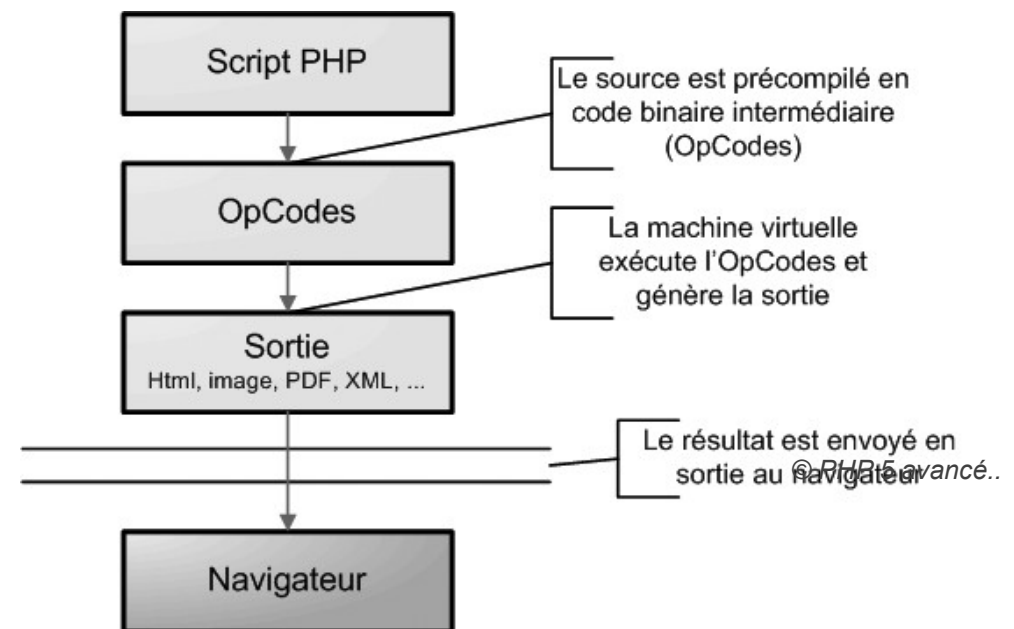 Script PHP
Le source est précompilé en
code binaire intermédiaire
(OpCodes)
OpCodes
La machine virtuelle
exécute l'OpCodes et
génère la sortie
Sortie
Html, image, PDF, XML, ...
Le résultat est envoyé en
sortie au navigateur
© PHP 5 avancé..
Navigateur